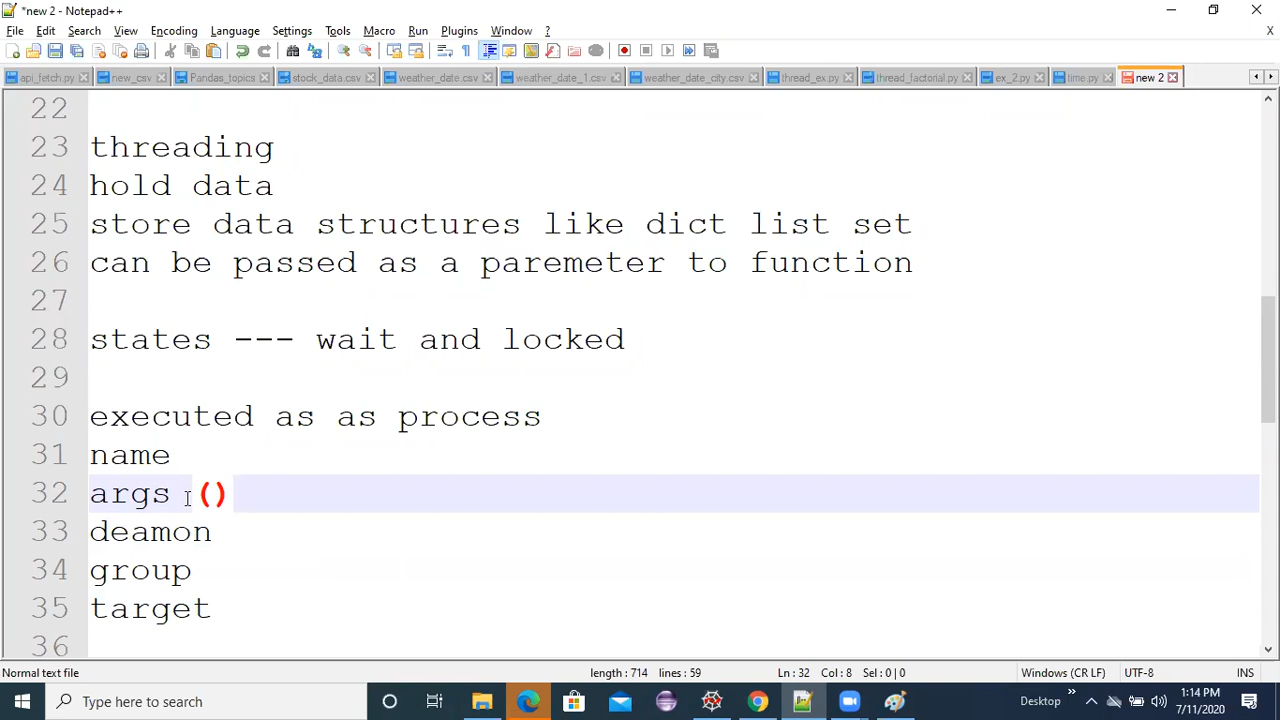 *new 2 - Notepad++
File Edit Search View Encoding Language Settings Tools Macro Run Plugins Window ?
X
api_fetch.py new_csv Pandas_topics stock_data.csv weather_date.csv weather_date_1.csv weather_date_city.csv thread_ex.py thread_factorial.py ex_2.py time.py new 2
22
23 threading
24 hold data
25 store data structures like dict list set
26 can be passed as a paremeter to function
27
28 states --- wait and locked
29
30 executed as as process
31 name
32 args ()
33 deamon
34 group
35 target
36
Normal text file length : 714 lines : 59 Ln : 32 Col : 8 Sel : 0 | 0 Windows (CR LF) UTF-8 INS
Type here to search Desktop » 1:14 PM
7/11/2020